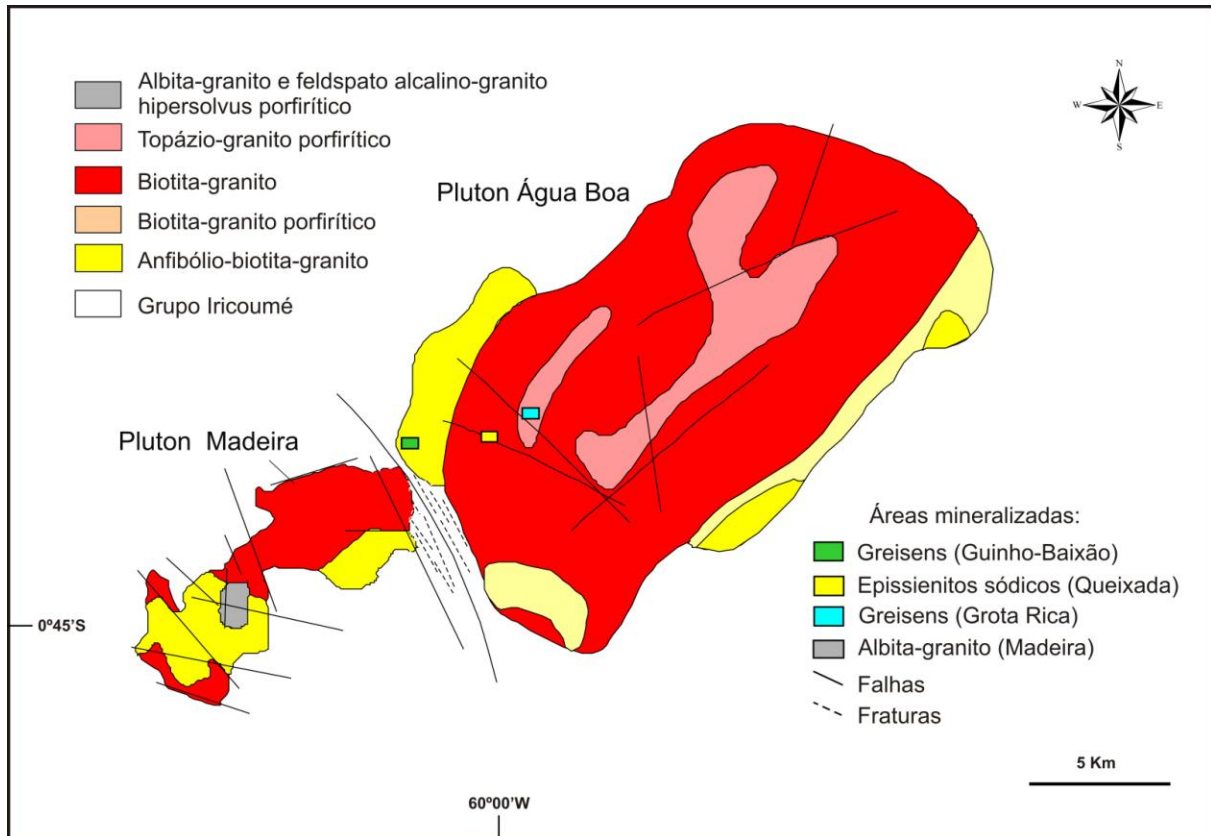 Albita-granito e feldspato alcalino-granito
hipersolvus porfirítico
Topázio-granito porfirítico
Biotita-granito
Biotita-granito porfirítico
Anfibólio-biotita-granito
Grupo Iricoumé
N
W
E
S
Pluton Água Boa
Pluton Madeira
0º45'S
60º00'W
Áreas mineralizadas:
Greisens (Guinho-Baixão)
Epissienitos sódicos (Queixada)
Greisens (Grota Rica)
Albita-granito (Madeira)
Falhas
Fraturas
5 Km